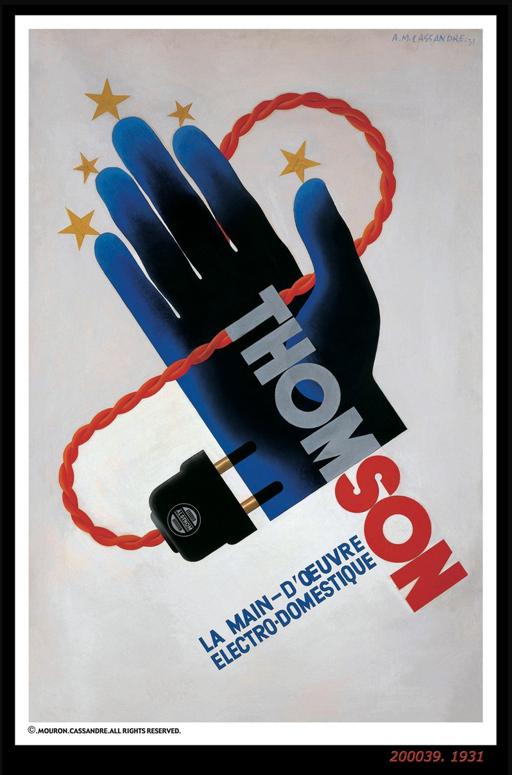 A.M.CASSANDRE.31
THOMSON
LA MAIN-D'ŒUVRE
ELECTRO-DOMESTIQUE
©.MOURON.CASSANDRE.ALL RIGHTS RESERVED.
200039. 1931